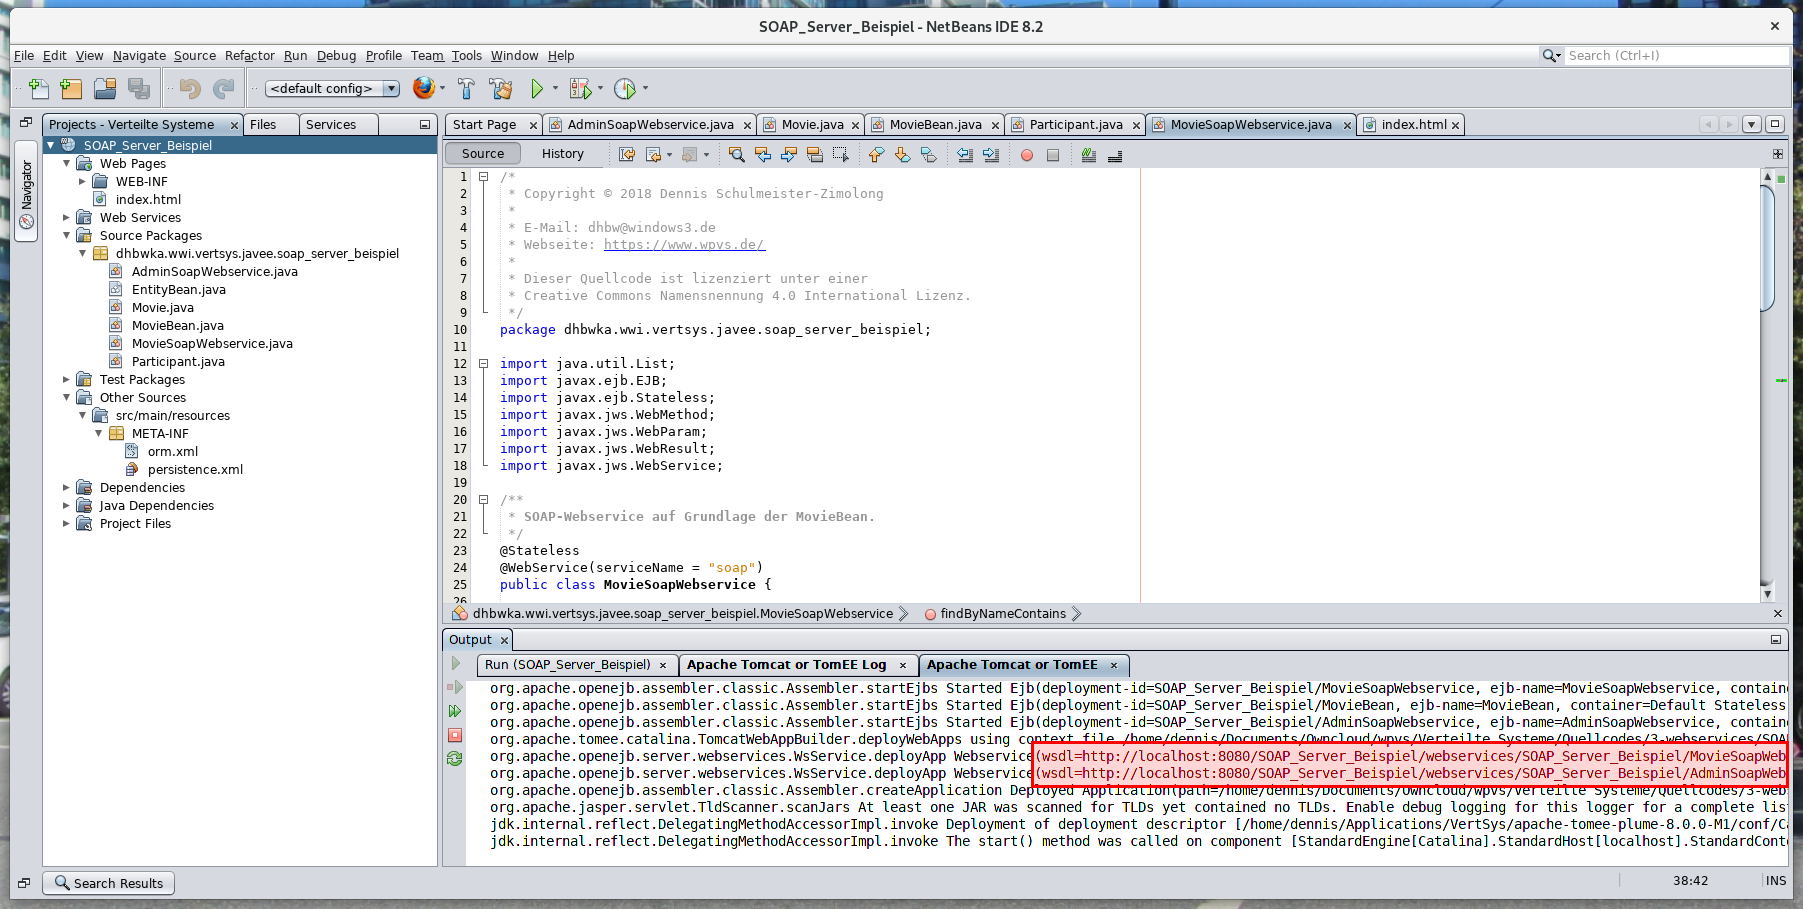 SOAP_Server_Beispiel - NetBeans IDE 8.2
File Edit View Navigate Source Refactor Run Debug Profile Team Tools Window Help
Search (Ctrl+I)
<default config>
Projects - Verteilte Systeme
Files
Services
Navigator
SOAP_Server_Beispiel
Web Pages
WEB-INF
index.html
Web Services
Source Packages
dhbwka.wwi.vertsys.javee.soap_server_beispiel
AdminSoapWebservice.java
EntityBean.java
Movie.java
MovieBean.java
MovieSoapWebservice.java
Participant.java
Test Packages
Other Sources
src/main/resources
META-INF
orm.xml
persistence.xml
Dependencies
Java Dependencies
Project Files
Start Page
AdminSoapWebservice.java
Movie.java
MovieBean.java
Participant.java
MovieSoapWebservice.java
index.html
Source History
1 /*
2 * Copyright © 2018 Dennis Schulmeister-Zimolong
3 *
4 * E-Mail: dhbw@windows3.de
5 * Webseite: https://www.wpvs.de/
6 *
7 * Dieser Quellcode ist lizenziert unter einer
8 * Creative Commons Namensnennung 4.0 International Lizenz.
9 */
10 package dhbwka.wwi.vertsys.javee.soap_server_beispiel;
11
12 import java.util.List;
13 import javax.ejb.EJB;
14 import javax.ejb.Stateless;
15 import javax.jws.WebMethod;
16 import javax.jws.WebParam;
17 import javax.jws.WebResult;
18 import javax.jws.WebService;
19
20 /**
21 * SOAP-Webservice auf Grundlage der MovieBean.
22 */
23 @Stateless
24 @WebService(serviceName = "soap")
25 public class MovieSoapWebservice {
26
dhbwka.wwi.vertsys.javee.soap_server_beispiel.MovieSoapWebservice findByNameContains
Output
Run (SOAP_Server_Beispiel)
Apache Tomcat or TomEE Log
Apache Tomcat or TomEE
org.apache.openejb.assembler.classic.Assembler.startEjbs Started Ejb(deployment-id=SOAP_Server_Beispiel/MovieSoapWebservice, ejb-name=MovieSoapWebservice, containe
org.apache.openejb.assembler.classic.Assembler.startEjbs Started Ejb(deployment-id=SOAP_Server_Beispiel/MovieBean, ejb-name=MovieBean, container=Default Stateless
org.apache.openejb.assembler.classic.Assembler.startEjbs Started Ejb(deployment-id=SOAP_Server_Beispiel/AdminSoapWebservice, ejb-name=AdminSoapWebservice, containe
org.apache.tomee.catalina.TomcatWebAppBuilder.deployWebApps using context file /home/dennis/Documents/Owncloud/wpvs/Verteilte Systeme/Quellcodes/3-webservices/SOA
org.apache.openejb.server.webservices.WsService.deployApp Webservice(wsdl=http://localhost:8080/SOAP_Server_Beispiel/webservices/SOAP_Server_Beispiel/MovieSoapWeb
org.apache.openejb.server.webservices.WsService.deployApp Webservice(wsdl=http://localhost:8080/SOAP_Server_Beispiel/webservices/SOAP_Server_Beispiel/AdminSoapWeb
org.apache.openejb.assembler.classic.Assembler.createApplication Deployed Application(path=/home/dennis/Documents/Owncloud/wpvs/Verteilte Systeme/Quellcodes/3-web
org.apache.jasper.servlet.TldScanner.scanJars At least one JAR was scanned for TLDs yet contained no TLDs. Enable debug logging for this logger for a complete list
jdk.internal.reflect.DelegatingMethodAccessorImpl.invoke Deployment of deployment descriptor [/home/dennis/Applications/VertSys/apache-tomee-plume-8.0.0-M1/conf/Ca
jdk.internal.reflect.DelegatingMethodAccessorImpl.invoke The start() method was called on component [StandardEngine[Catalina].StandardHost[localhost].StandardConte
Search Results
38:42 INS